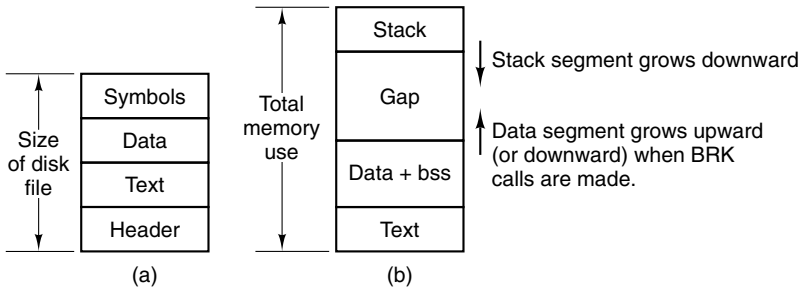 Symbols
Data
Text
Header
Size
of disk
file
(a)
Stack
Gap
Data + bss
Text
Total
memory
use
(b)
Stack segment grows downward
Data segment grows upward
(or downward) when BRK
calls are made.